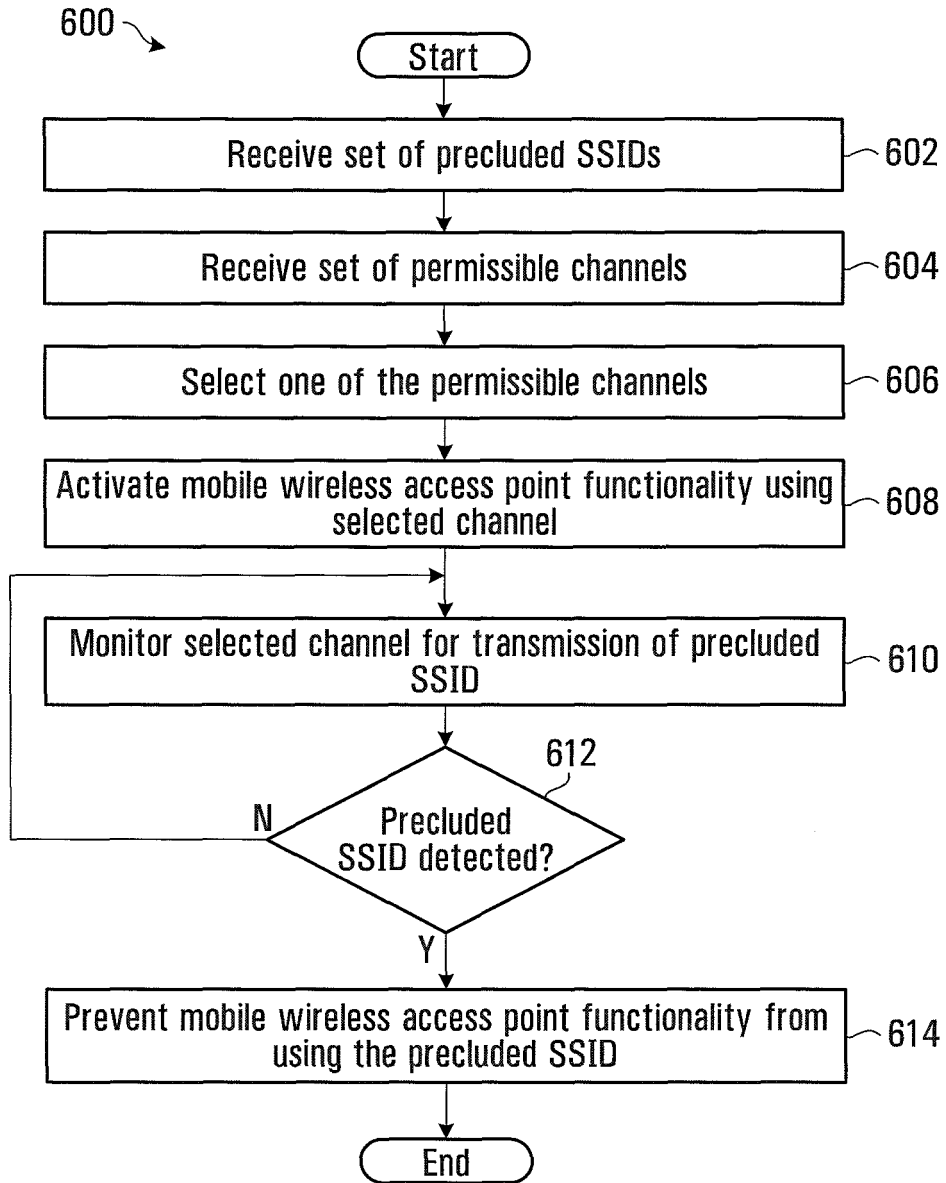 600
Start
Receive set of precluded SSIDs
602
Receive set of permissible channels
604
Select one of the permissible channels
606
Activate mobile wireless access point functionality using
selected channel
608
Monitor selected channel for transmission of precluded
SSID
610
612
Precluded
SSID detected?
N
Y
Prevent mobile wireless access point functionality from
using the precluded SSID
614
End